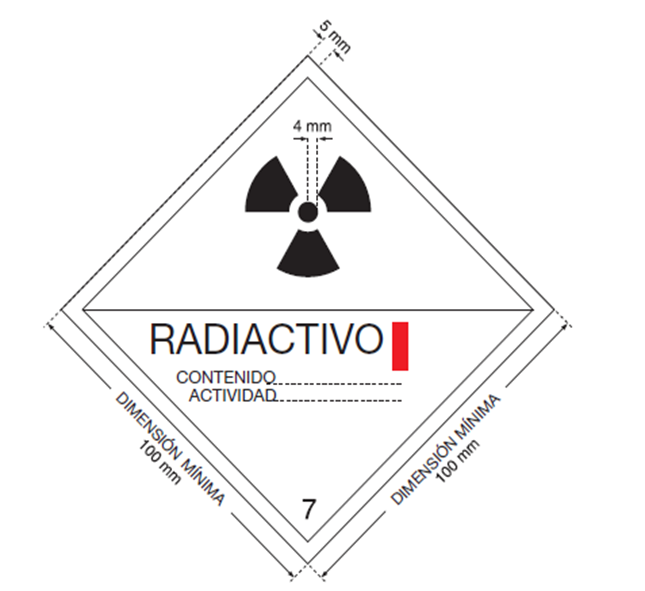 5 mm
4 mm
RADIACTIVO
CONTENIDO
ACTIVIDAD
DIMENSIÓN MÍNIMA
100 mm
DIMENSIÓN MÍNIMA
100 mm
7